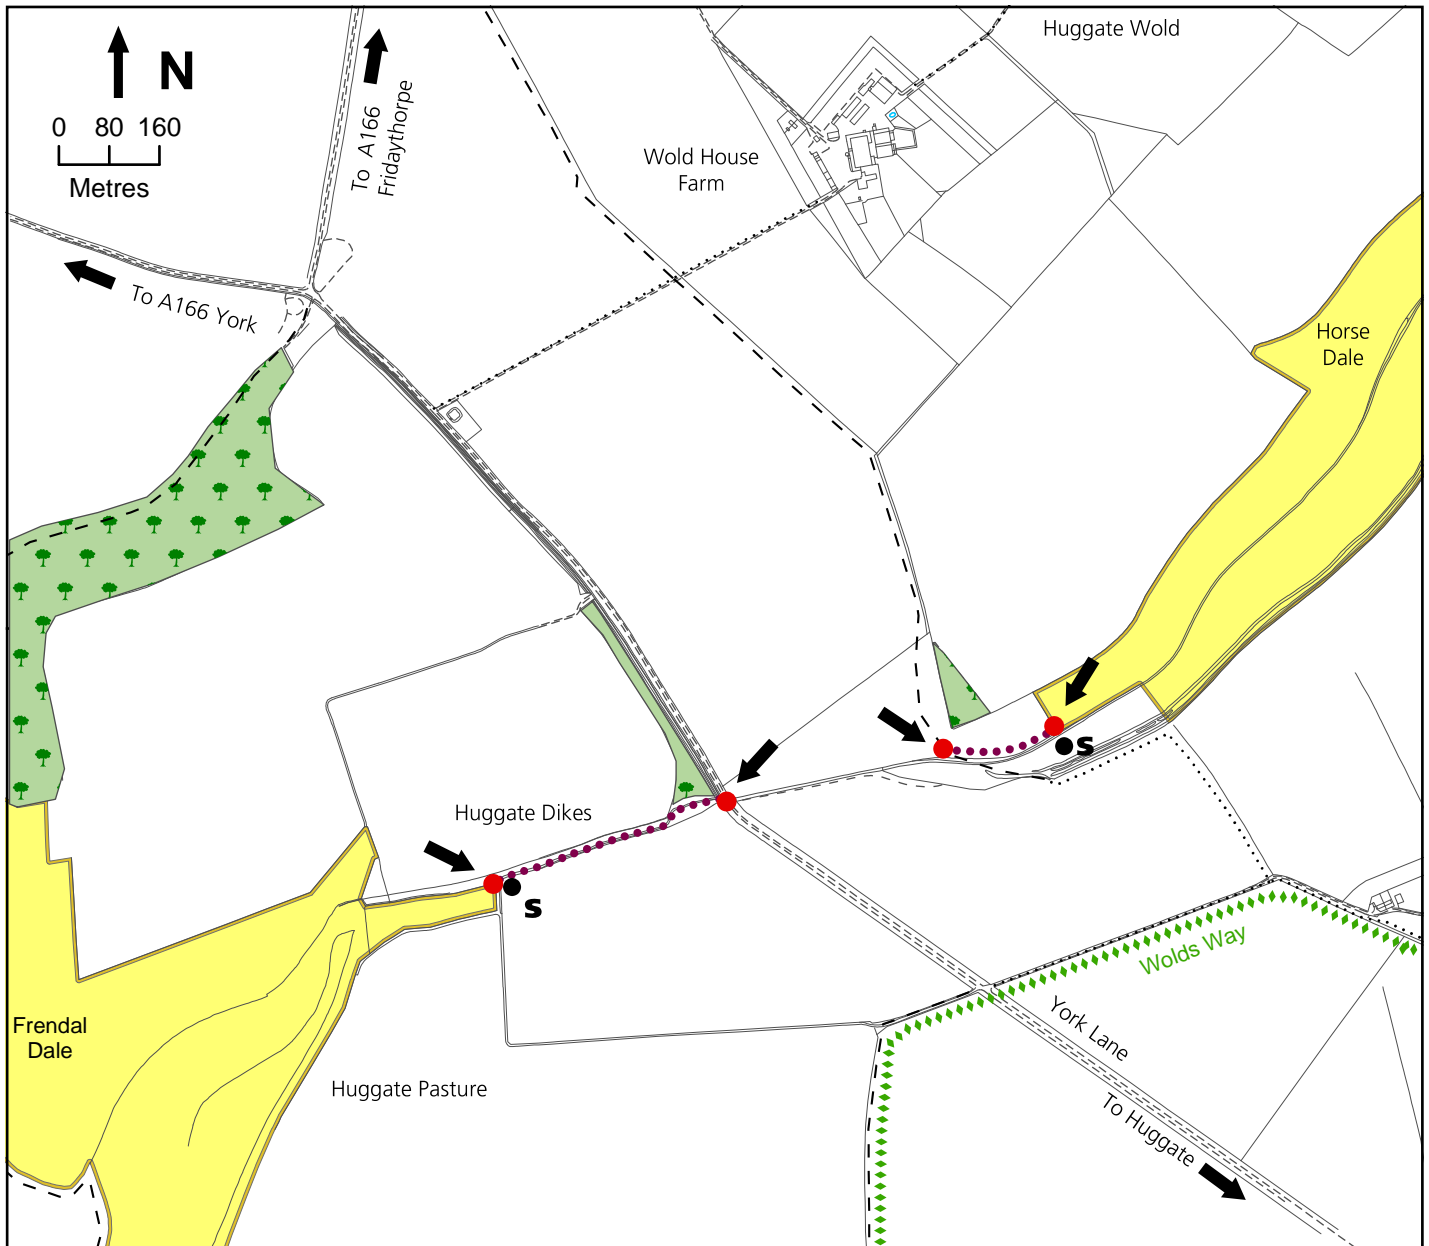 N
0 80 160
Metres
To A166
Fridaythorpe
To A166 York
Huggate Wold
Wold House
Farm
Horse
Dale
Huggate Dikes
s
s
Wolds Way
Frendal
Dale
York Lane
Huggate Pasture
To Huggate